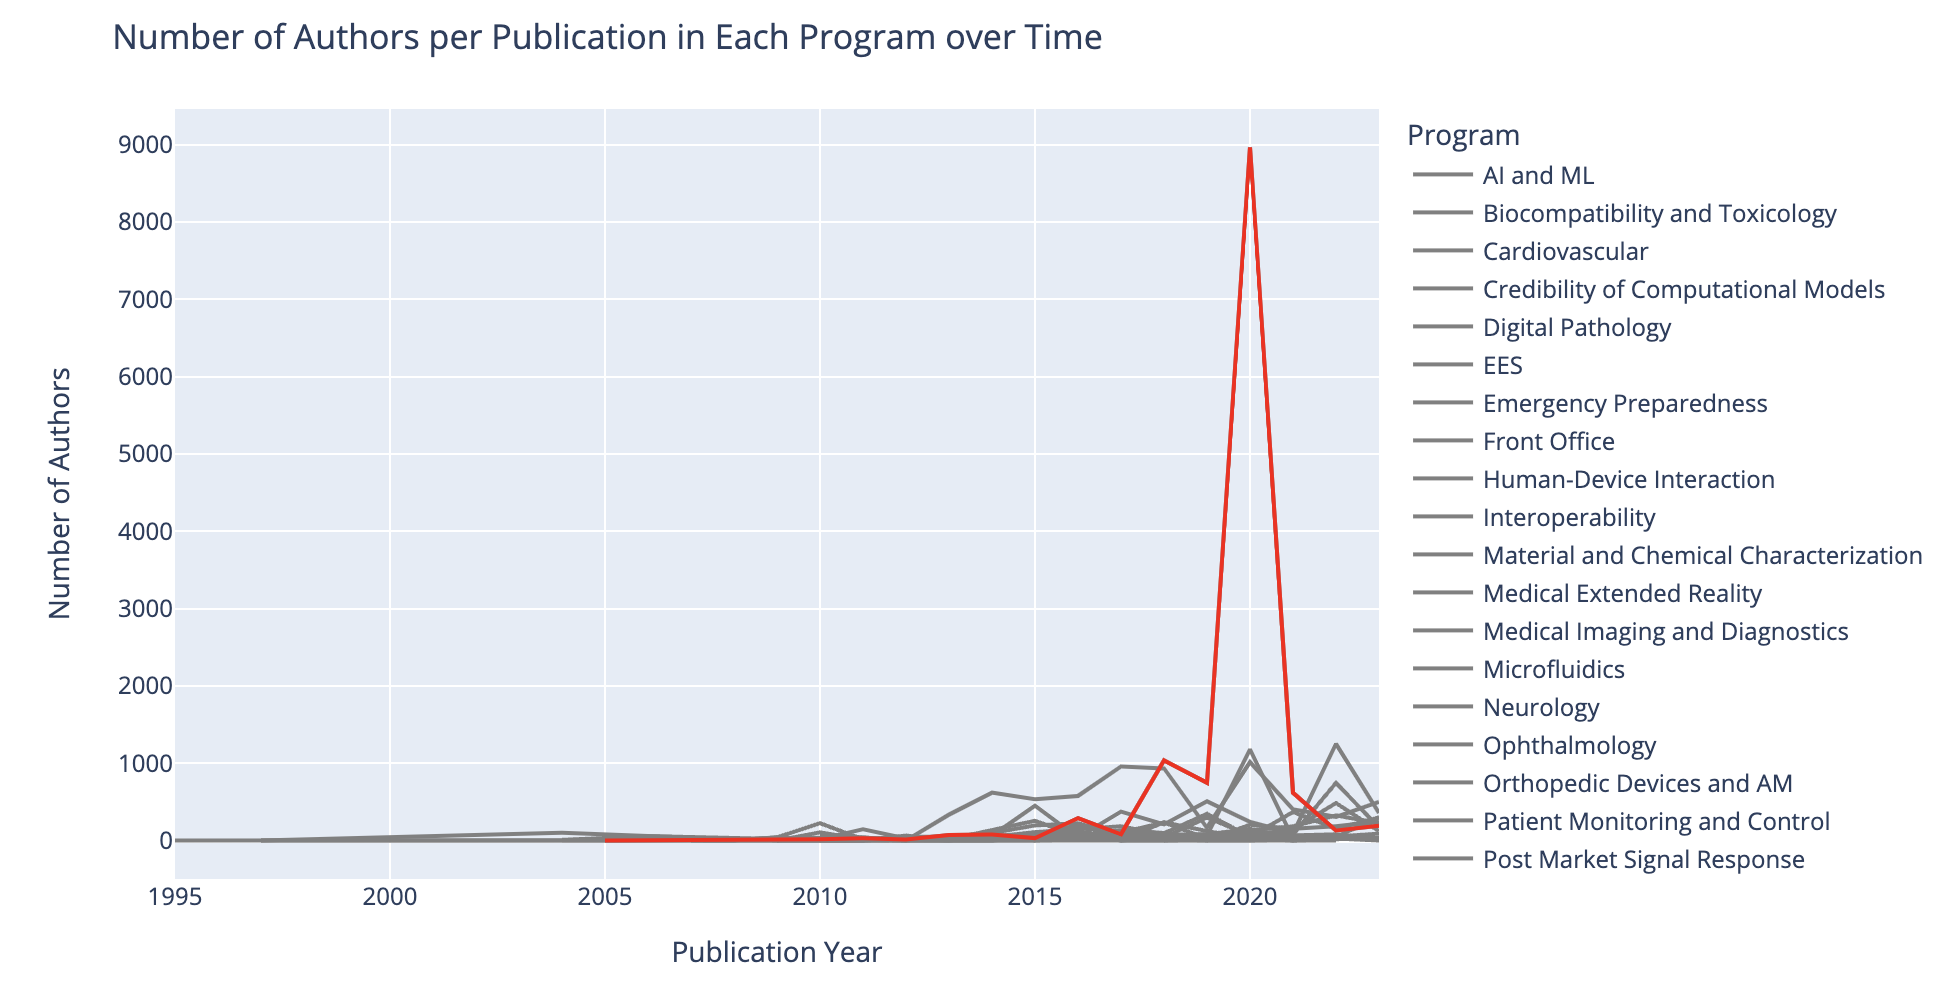 Number of Authors per Publication in Each Program over Time
9000
8000
7000
6000
5000
4000
3000
2000
1000
0
Number of Authors
1995
2000
2005
2010
2015
2020
Publication Year
Program
AI and ML
Biocompatibility and Toxicology
Cardiovascular
Credibility of Computational Models
Digital Pathology
EES
Emergency Preparedness
Front Office
Human-Device Interaction
Interoperability
Material and Chemical Characterization
Medical Extended Reality
Medical Imaging and Diagnostics
Microfluidics
Neurology
Ophthalmology
Orthopedic Devices and AM
Patient Monitoring and Control
Post Market Signal Response